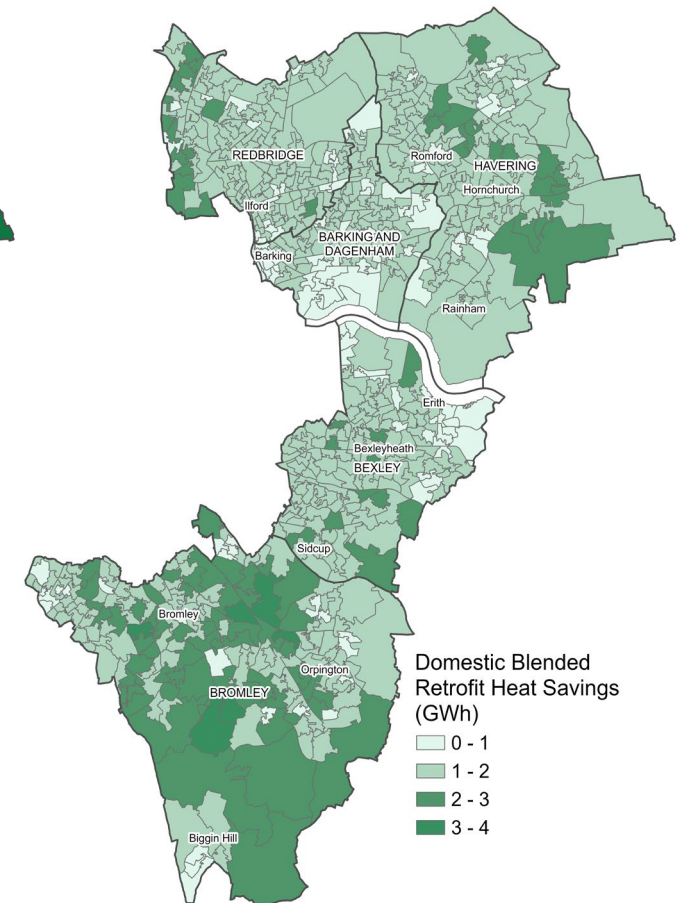 REDBRIDGE
Romford
HAVERING
Hornchurch
Ilford
BARKING AND
DAGENHAM
Barking
Rainham
Erith
Bexleyheath
BEXLEY
Sidcup
Bromley
Orpington
BROMLEY
Biggin Hill
Domestic Blended
Retrofit Heat Savings
(GWh)
0 - 1
1 - 2
2 - 3
3 - 4